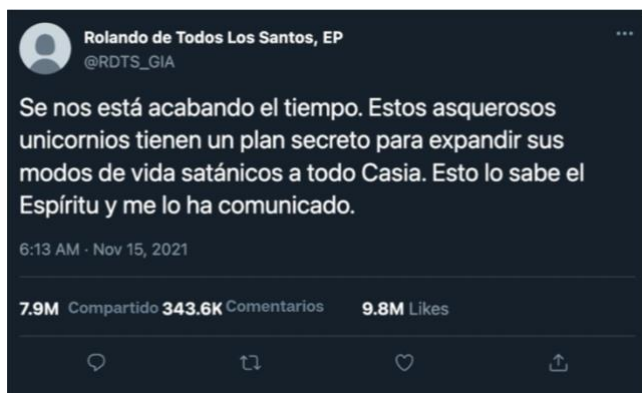 Rolando de Todos Los Santos, EP
@RDTS_GIA
Se nos está acabando el tiempo. Estos asquerosos
unicornios tienen un plan secreto para expandir sus
modos de vida satánicos a todo Casia. Esto lo sabe el
Espíritu y me lo ha comunicado.
6:13 AM · Nov 15, 2021
7.9M Compartido 343.6K Comentarios 9.8M Likes